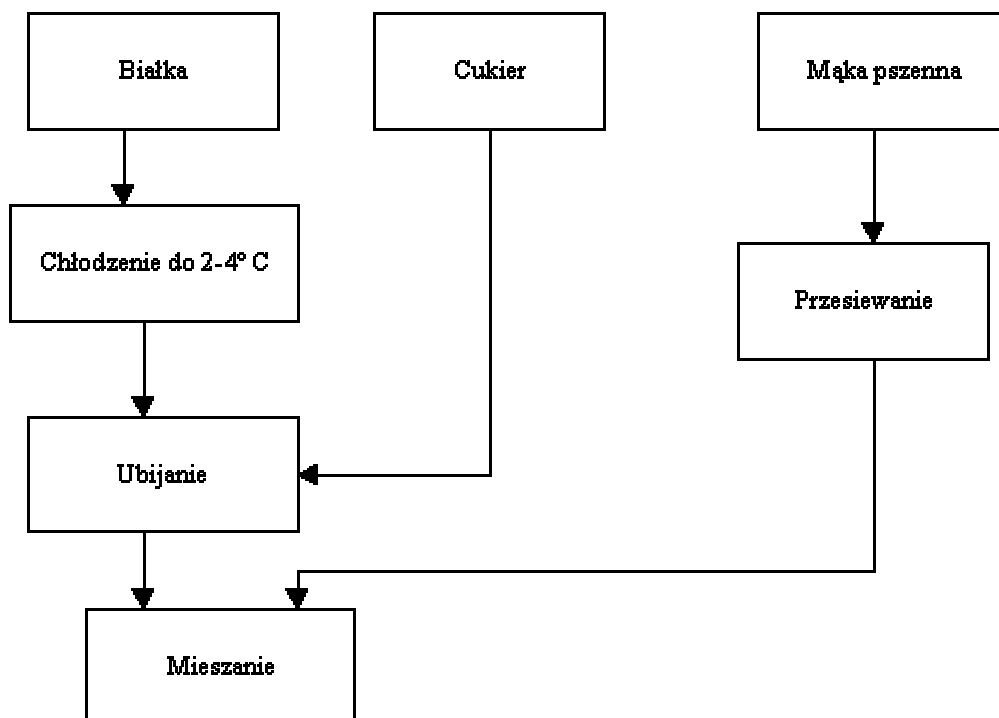 Białka
Cukier
Mąka pszenna
Chłodzenie do 2-4° C
Przesiewanie
Ubijanie
Mieszanie